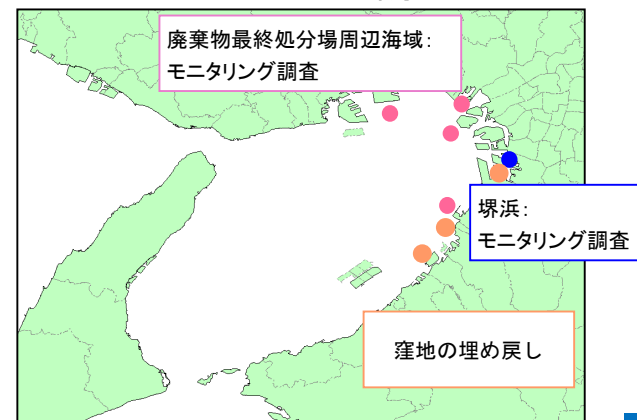 廃棄物最終処分場周辺海域:
モニタリング調査
堺浜:
モニタリング調査
窪地の埋め戻し